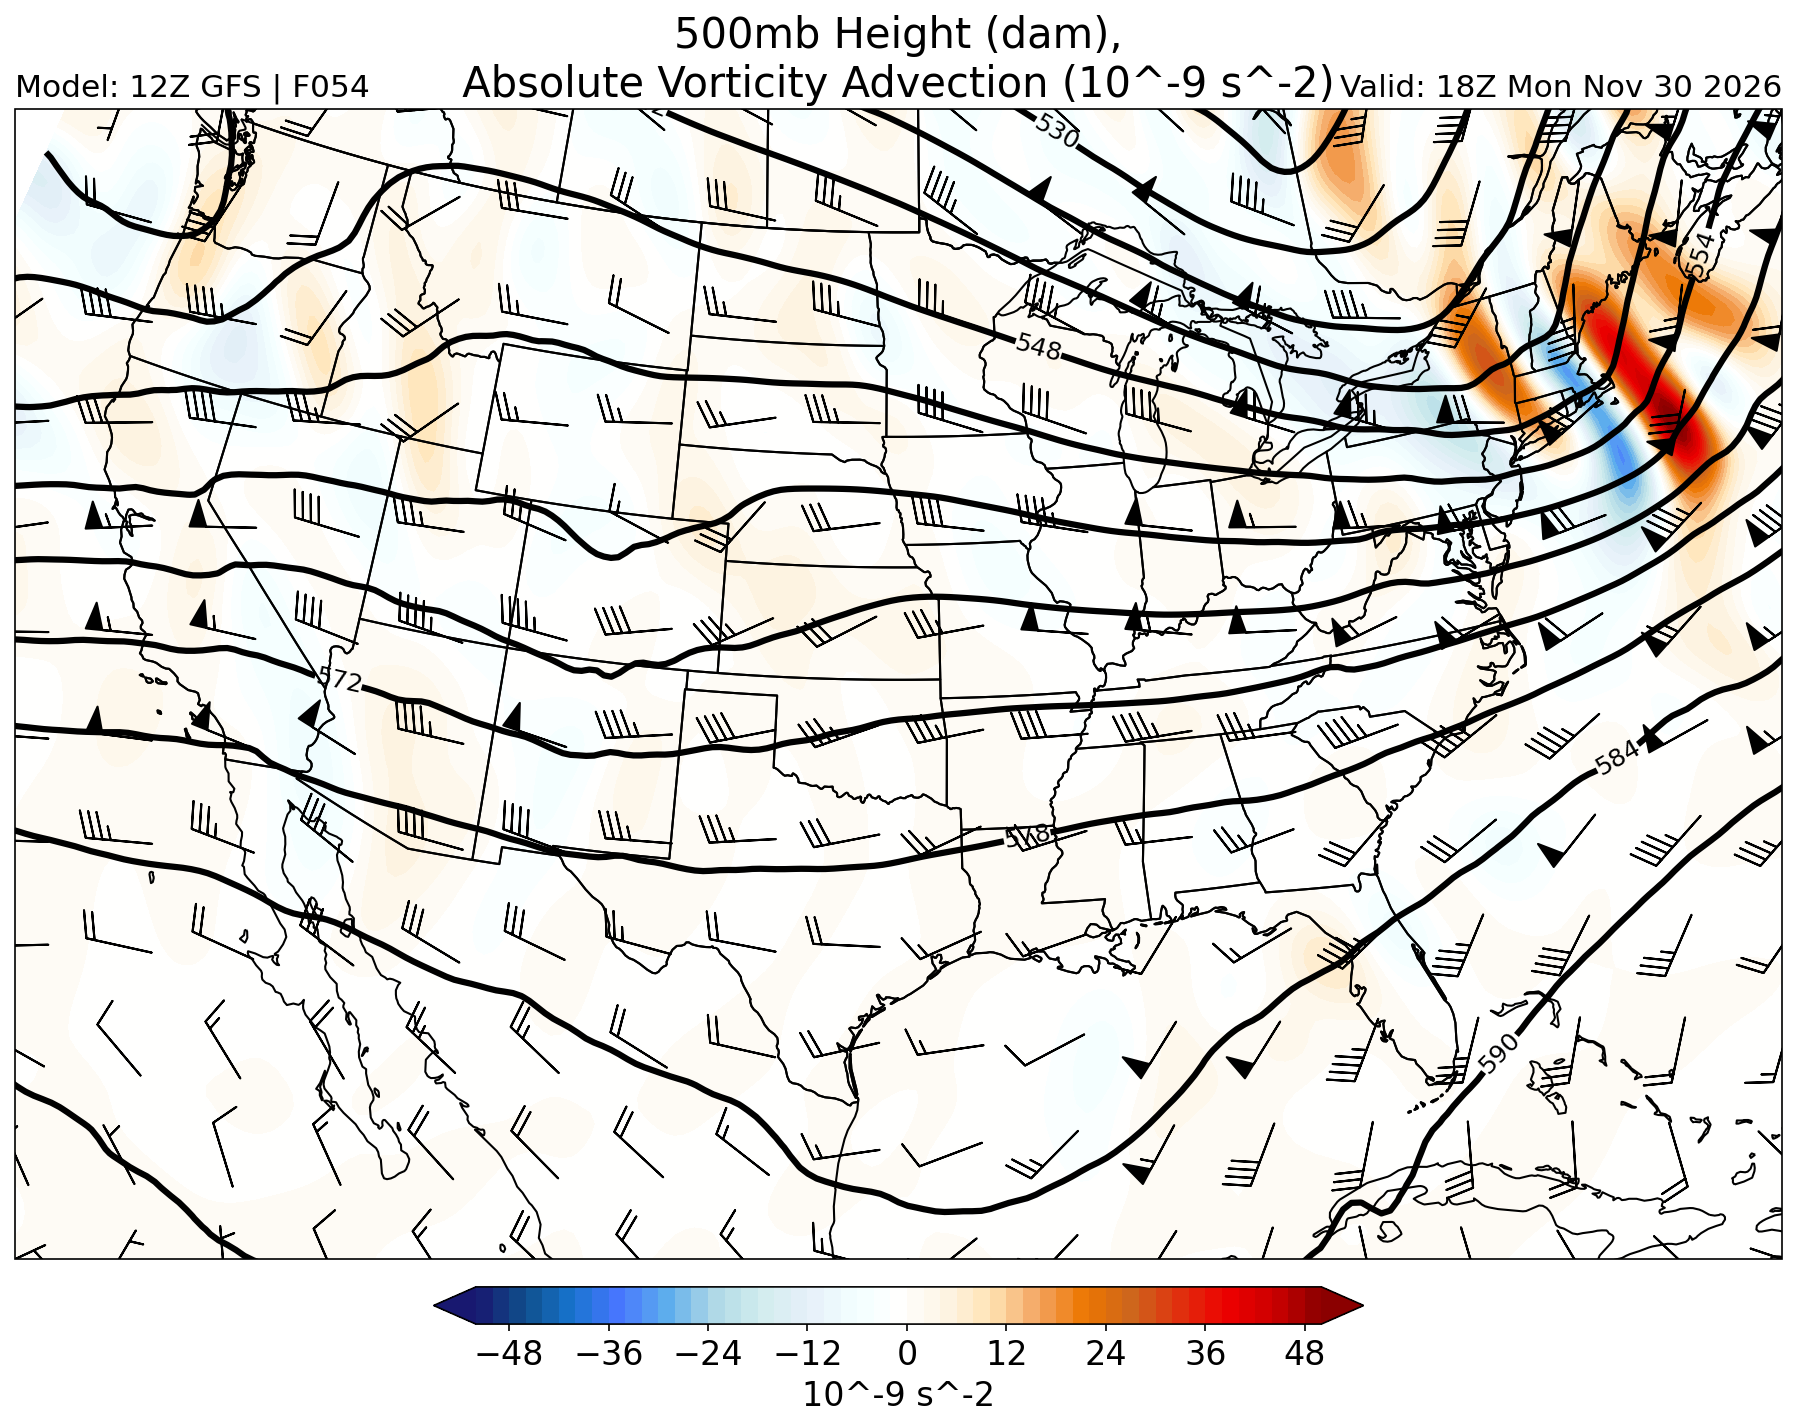 500mb Height (dam),
Model: 12Z GFS | F054
Absolute Vorticity Advection (10^-9 s^-2)
Valid: 18Z Mon Nov 30 2026
530
554
548
572
584
578
590
−48 −36 −24 −12 0 12 24 36 48
10^-9 s^-2